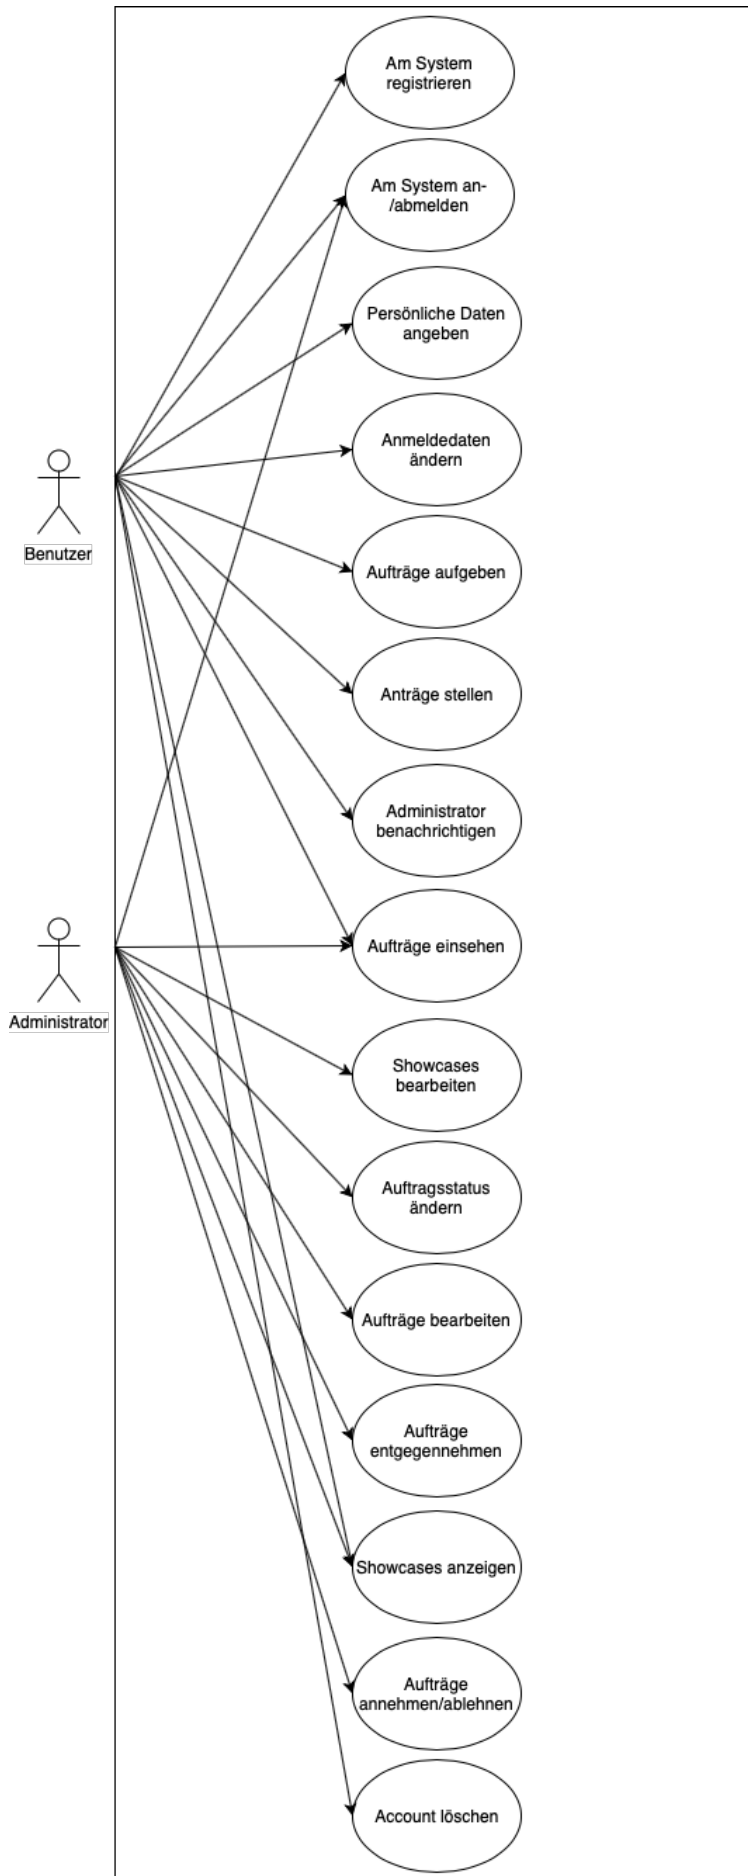 Am System
registrieren
Am System an-
/abmelden
Persönliche Daten
angeben
Anmeldedaten
ändern
Benutzer
Aufträge aufgeben
Anträge stellen
Administrator
benachrichtigen
Aufträge einsehen
Administrator
Showcases
bearbeiten
Auftragsstatus
ändern
Aufträge bearbeiten
Aufträge
entgegennehmen
Showcases anzeigen
Aufträge
annehmen/ablehnen
Account löschen